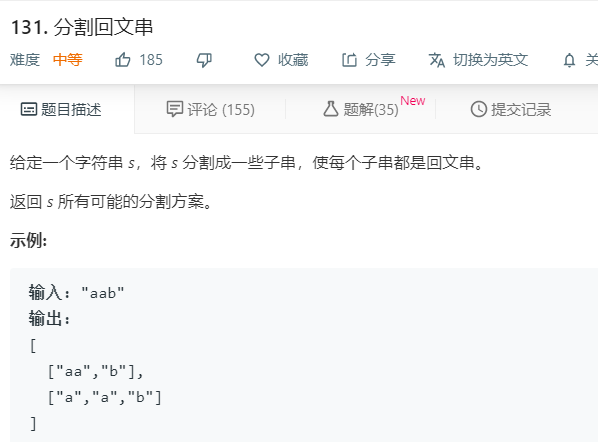 131. 分割回文串
难度 中等 185 收藏 分享 切换为英文 关
题目描述 评论 (155) 题解(35) New 提交记录
给定一个字符串 s，将 s 分割成一些子串，使每个子串都是回文串。
返回 s 所有可能的分割方案。
示例:
输入: "aab"
输出:
[
["aa","b"],
["a","a","b"]
]